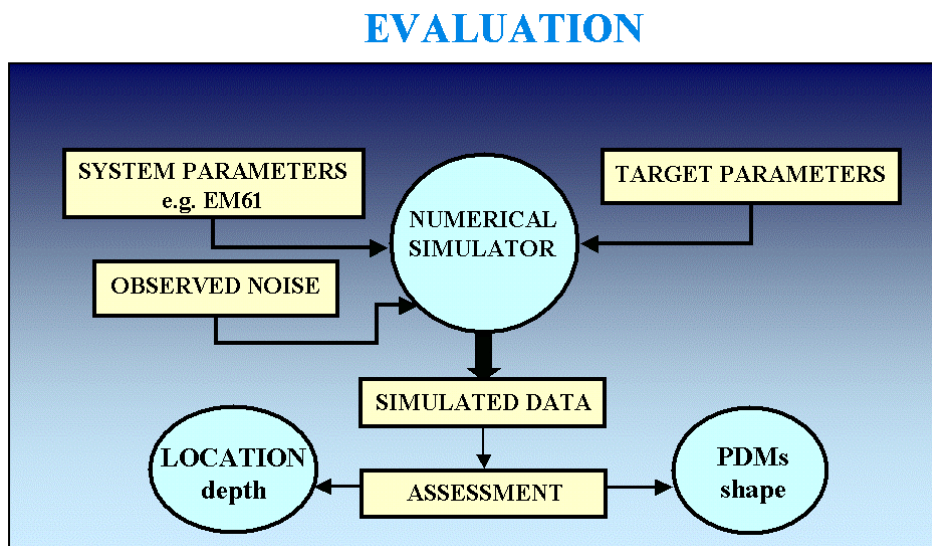 EVALUATION
SYSTEM PARAMETERS
e.g. EM61
TARGET PARAMETERS
NUMERICAL
SIMULATOR
OBSERVED NOISE
SIMULATED DATA
LOCATION
depth
ASSESSMENT
PDMs
shape